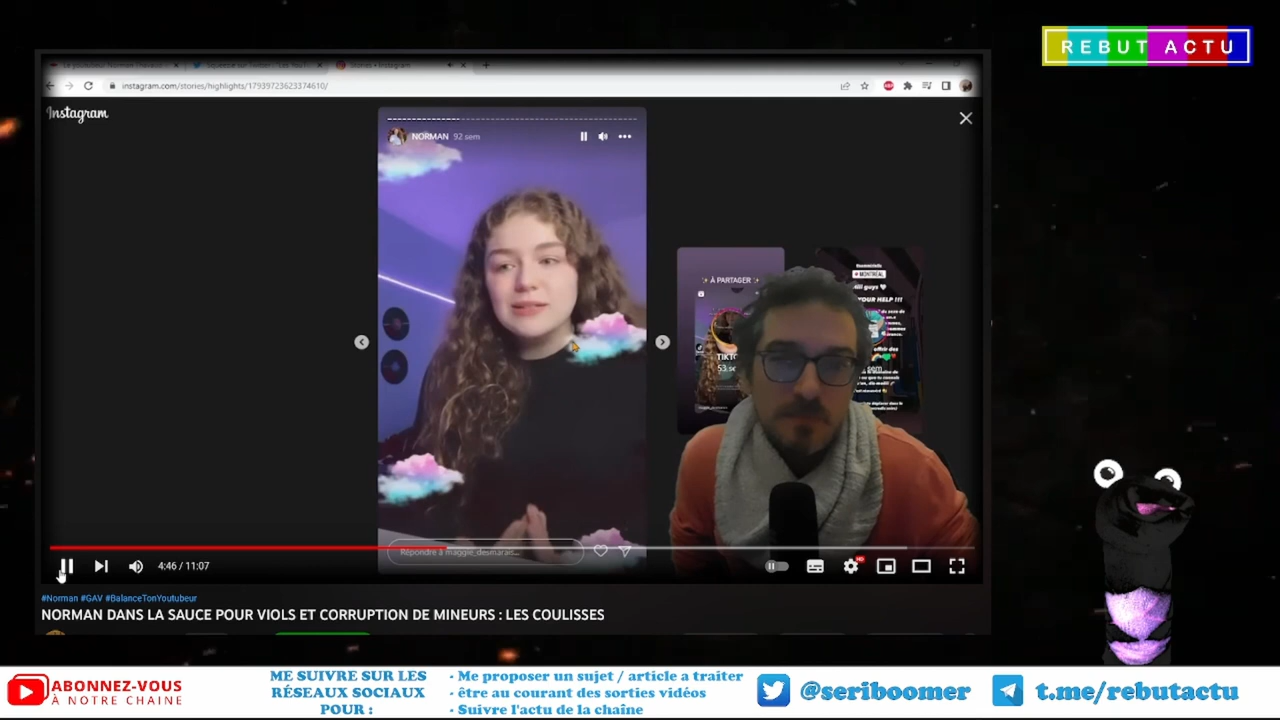 REBUT ACTU
instagram.com/stories/highlights/17939723623374610/
Instagram
NORMAN 92 sem
À PARTAGER
MONTRÉAL
YOUR HELP !!!
Répondre à maggie_desmarais...
4:46 / 11:07
HD
#Norman #GAV #BalanceTonYoutubeur
NORMAN DANS LA SAUCE POUR VIOLS ET CORRUPTION DE MINEURS : LES COULISSES
ABONNEZ-VOUS
À NOTRE CHAINE
ME SUIVRE SUR LES
RÉSEAUX SOCIAUX
POUR :
- Me proposer un sujet / article a traiter
- être au courant des sorties vidéos
- Suivre l'actu de la chaîne
@seriboomer
t.me/rebutactu